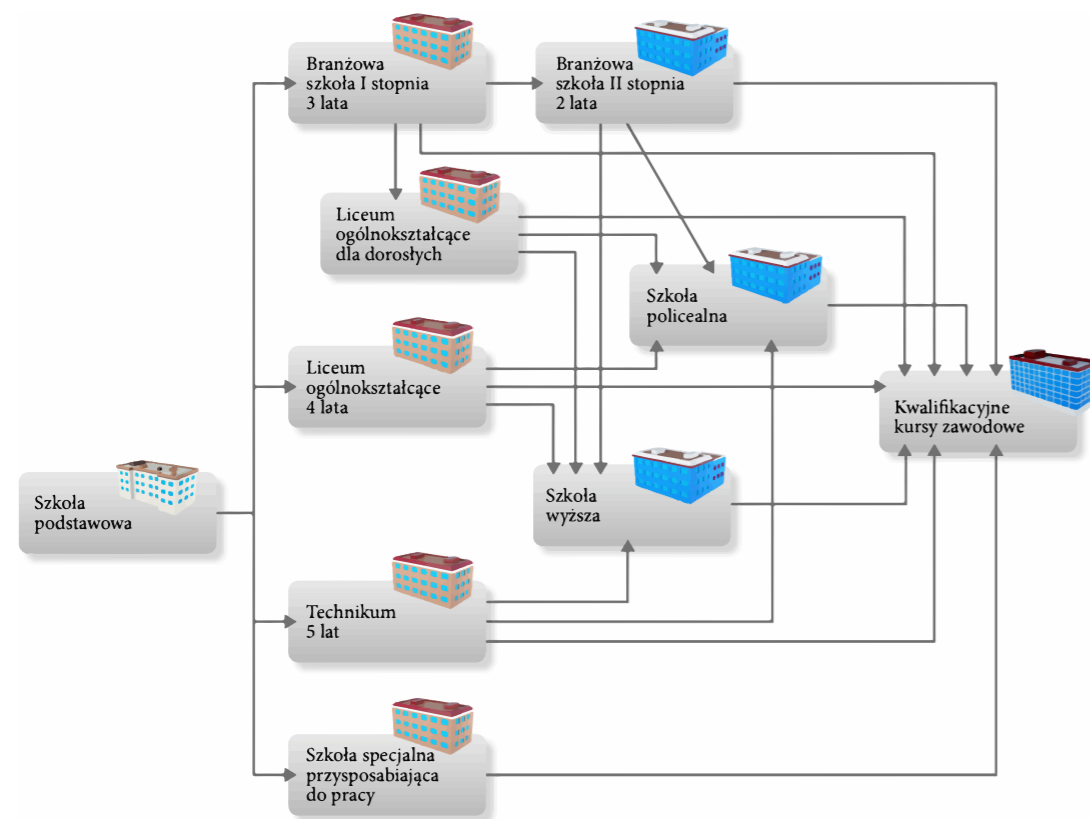 Branżowa
szkoła I stopnia
3 lata
Branżowa
szkoła II stopnia
2 lata
Liceum
ogólnokształcące
dla dorosłych
Szkoła
policealna
Liceum
ogólnokształcące
4 lata
Kwalifikacyjne
kursy zawodowe
Szkoła
podstawowa
Szkoła
wyższa
Technikum
5 lat
Szkoła specjalna
przysposabiająca
do pracy